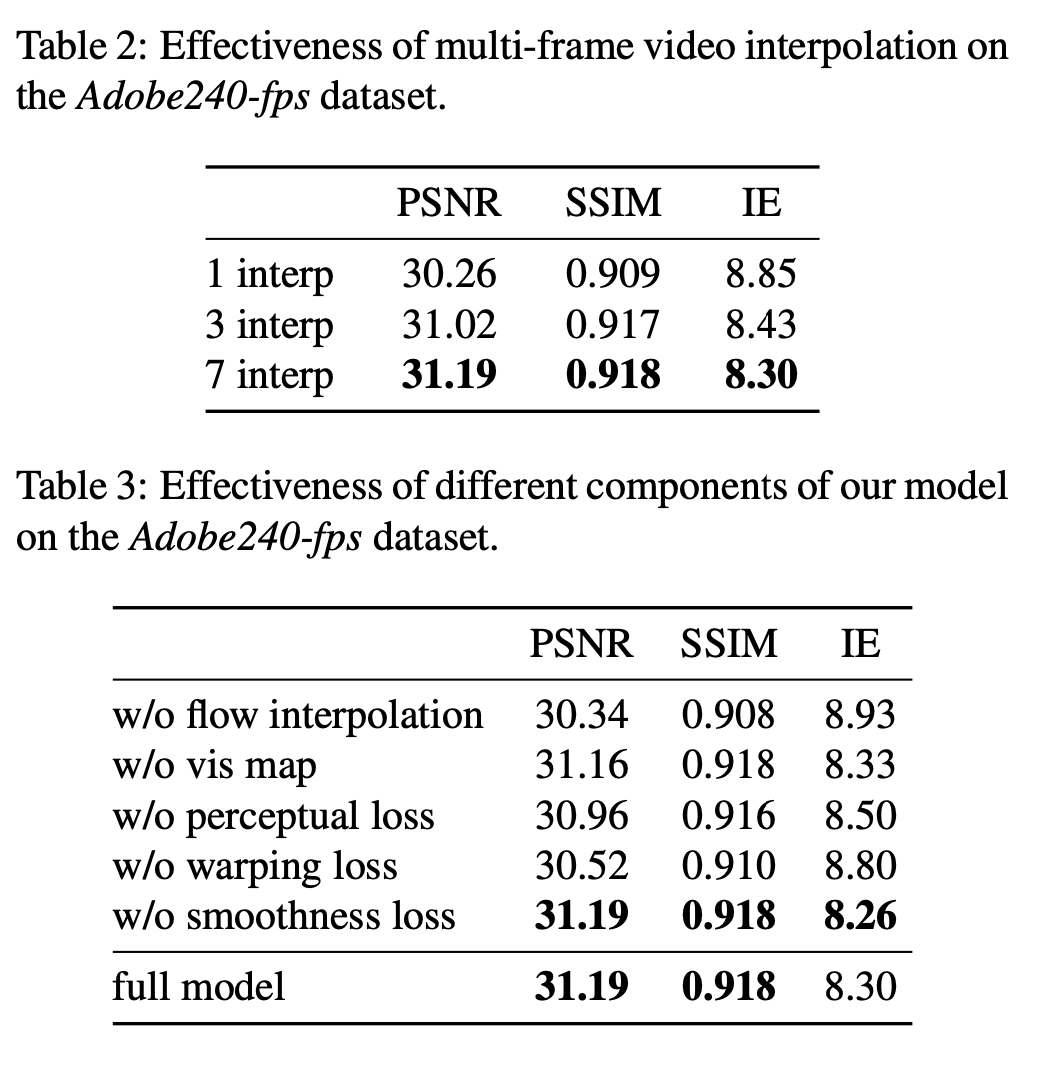 Table 2: Effectiveness of multi-frame video interpolation on
the Adobe240-fps dataset.
PSNR SSIM IE
1 interp 30.26 0.909 8.85
3 interp 31.02 0.917 8.43
7 interp 31.19 0.918 8.30
Table 3: Effectiveness of different components of our model
on the Adobe240-fps dataset.
PSNR SSIM IE
w/o flow interpolation 30.34 0.908 8.93
w/o vis map 31.16 0.918 8.33
w/o perceptual loss 30.96 0.916 8.50
w/o warping loss 30.52 0.910 8.80
w/o smoothness loss 31.19 0.918 8.26
full model 31.19 0.918 8.30